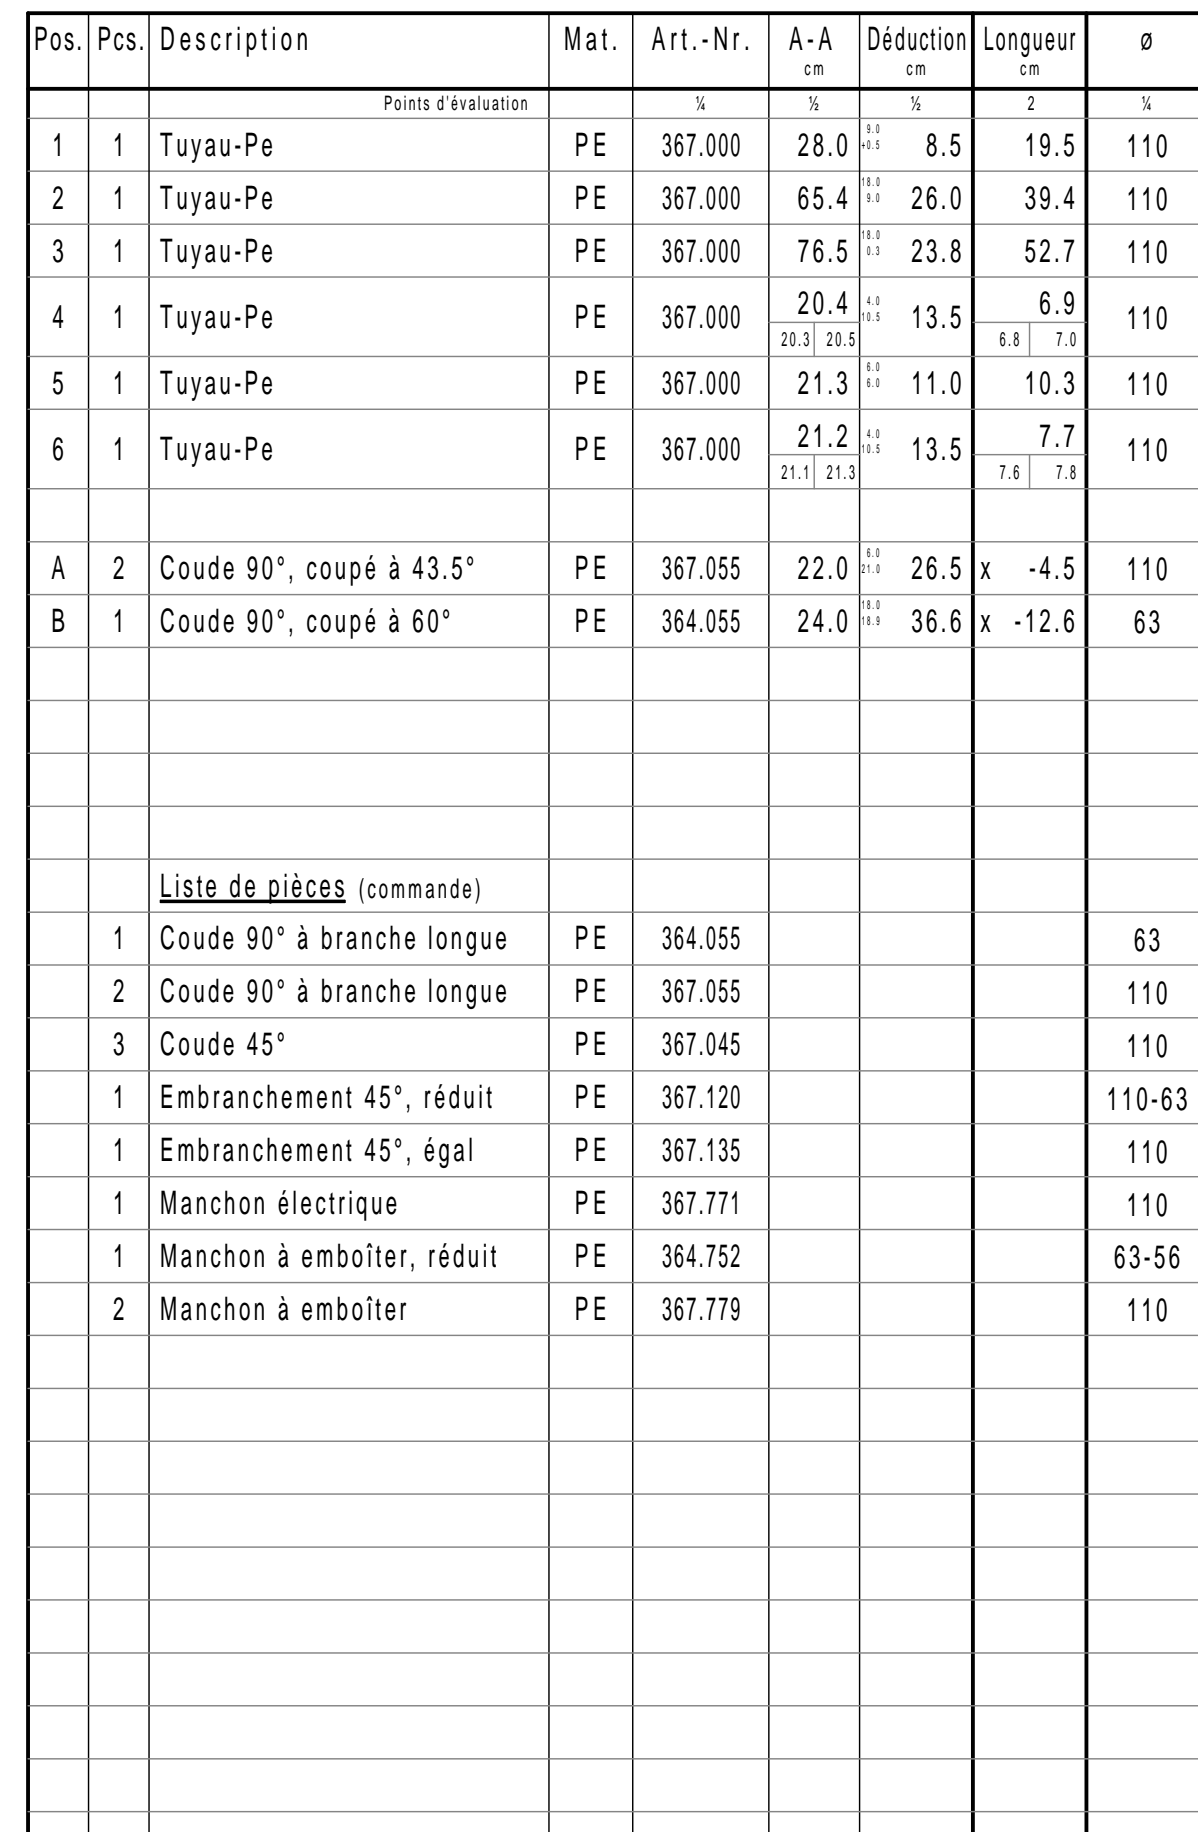 Pos. Pcs. Description Mat. Art.-Nr. A-A Déduction Longueur ø
cm cm cm
Points d'évaluation ¼ ½ ½ 2 ¼
1 1 Tuyau-Pe PE 367.000 28.0 9.0 +0.5 8.5 19.5 110
2 1 Tuyau-Pe PE 367.000 65.4 18.0 9.0 26.0 39.4 110
3 1 Tuyau-Pe PE 367.000 76.5 18.0 0.3 23.8 52.7 110
4 1 Tuyau-Pe PE 367.000 20.4 4.0 10.5 13.5 6.9 110
20.3 20.5 6.8 7.0
5 1 Tuyau-Pe PE 367.000 21.3 6.0 6.0 11.0 10.3 110
6 1 Tuyau-Pe PE 367.000 21.2 4.0 10.5 13.5 7.7 110
21.1 21.3 7.6 7.8
A 2 Coude 90°, coupé à 43.5° PE 367.055 22.0 6.0 21.0 26.5 x -4.5 110
B 1 Coude 90°, coupé à 60° PE 364.055 24.0 18.0 18.9 36.6 x -12.6 63
Liste de pièces (commande)
1 Coude 90° à branche longue PE 364.055 63
2 Coude 90° à branche longue PE 367.055 110
3 Coude 45° PE 367.045 110
1 Embranchement 45°, réduit PE 367.120 110-63
1 Embranchement 45°, égal PE 367.135 110
1 Manchon électrique PE 367.771 110
1 Manchon à emboîter, réduit PE 364.752 63-56
2 Manchon à emboîter PE 367.779 110